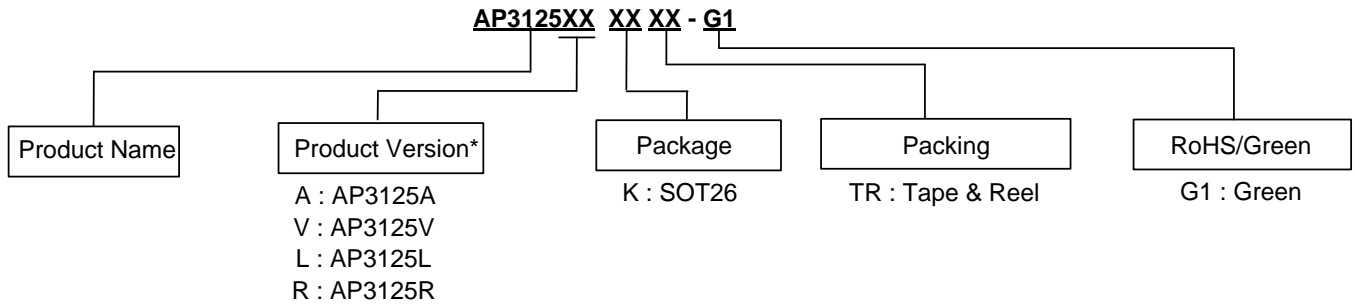 AP3125XX XX XX - G1
Product Name
Product Version*
Package
Packing
RoHS/Green
A : AP3125A
K : SOT26
TR : Tape & Reel
G1 : Green
V : AP3125V
L : AP3125L
R : AP3125R